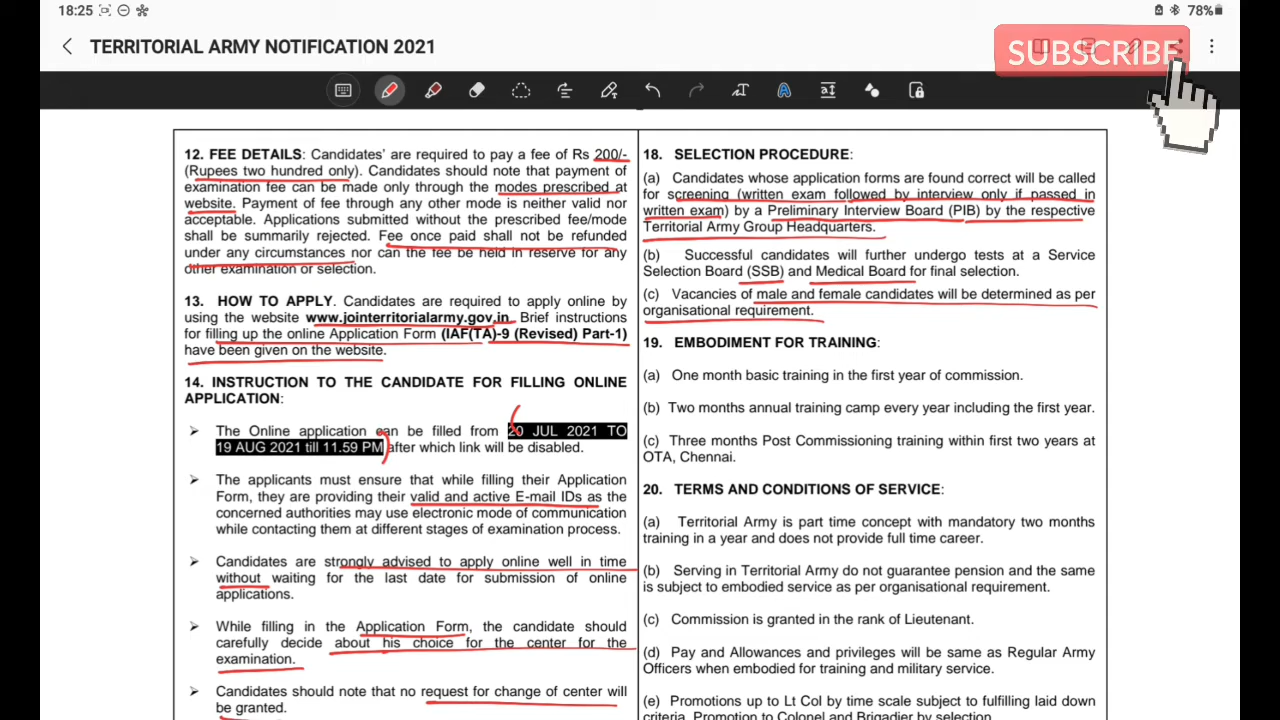 18:25
78%
TERRITORIAL ARMY NOTIFICATION 2021
SUBSCRIBE
12. FEE DETAILS: Candidates' are required to pay a fee of Rs 200/-
(Rupees two hundred only). Candidates should note that payment of
examination fee can be made only through the modes prescribed at
website. Payment of fee through any other mode is neither valid nor
acceptable. Applications submitted without the prescribed fee/mode
shall be summarily rejected. Fee once paid shall not be refunded
under any circumstances nor can the fee be held in reserve for any
other examination or selection.
13. HOW TO APPLY. Candidates are required to apply online by
using the website www.jointerritorialarmy.gov.in. Brief instructions
for filling up the online Application Form (IAF(TA)-9 (Revised) Part-1)
have been given on the website.
14. INSTRUCTION TO THE CANDIDATE FOR FILLING ONLINE
APPLICATION:
➢ The Online application can be filled from 20 JUL 2021 TO
19 AUG 2021 till 11.59 PM after which link will be disabled.
➢ The applicants must ensure that while filling their Application
Form, they are providing their valid and active E-mail IDs as the
concerned authorities may use electronic mode of communication
while contacting them at different stages of examination process.
➢ Candidates are strongly advised to apply online well in time
without waiting for the last date for submission of online
applications.
➢ While filling in the Application Form, the candidate should
carefully decide about his choice for the center for the
examination.
➢ Candidates should note that no request for change of center will
be granted.
18. SELECTION PROCEDURE:
(a) Candidates whose application forms are found correct will be called
for screening (written exam followed by interview only if passed in
written exam) by a Preliminary Interview Board (PIB) by the respective
Territorial Army Group Headquarters.
(b) Successful candidates will further undergo tests at a Service
Selection Board (SSB) and Medical Board for final selection.
(c) Vacancies of male and female candidates will be determined as per
organisational requirement.
19. EMBODIMENT FOR TRAINING:
(a) One month basic training in the first year of commission.
(b) Two months annual training camp every year including the first year.
(c) Three months Post Commissioning training within first two years at
OTA, Chennai.
20. TERMS AND CONDITIONS OF SERVICE:
(a) Territorial Army is part time concept with mandatory two months
training in a year and does not provide full time career.
(b) Serving in Territorial Army do not guarantee pension and the same
is subject to embodied service as per organisational requirement.
(c) Commission is granted in the rank of Lieutenant.
(d) Pay and Allowances and privileges will be same as Regular Army
Officers when embodied for training and military service.
(e) Promotions up to Lt Col by time scale subject to fulfilling laid down
criteria. Promotion to Colonel and Brigadier by selection.